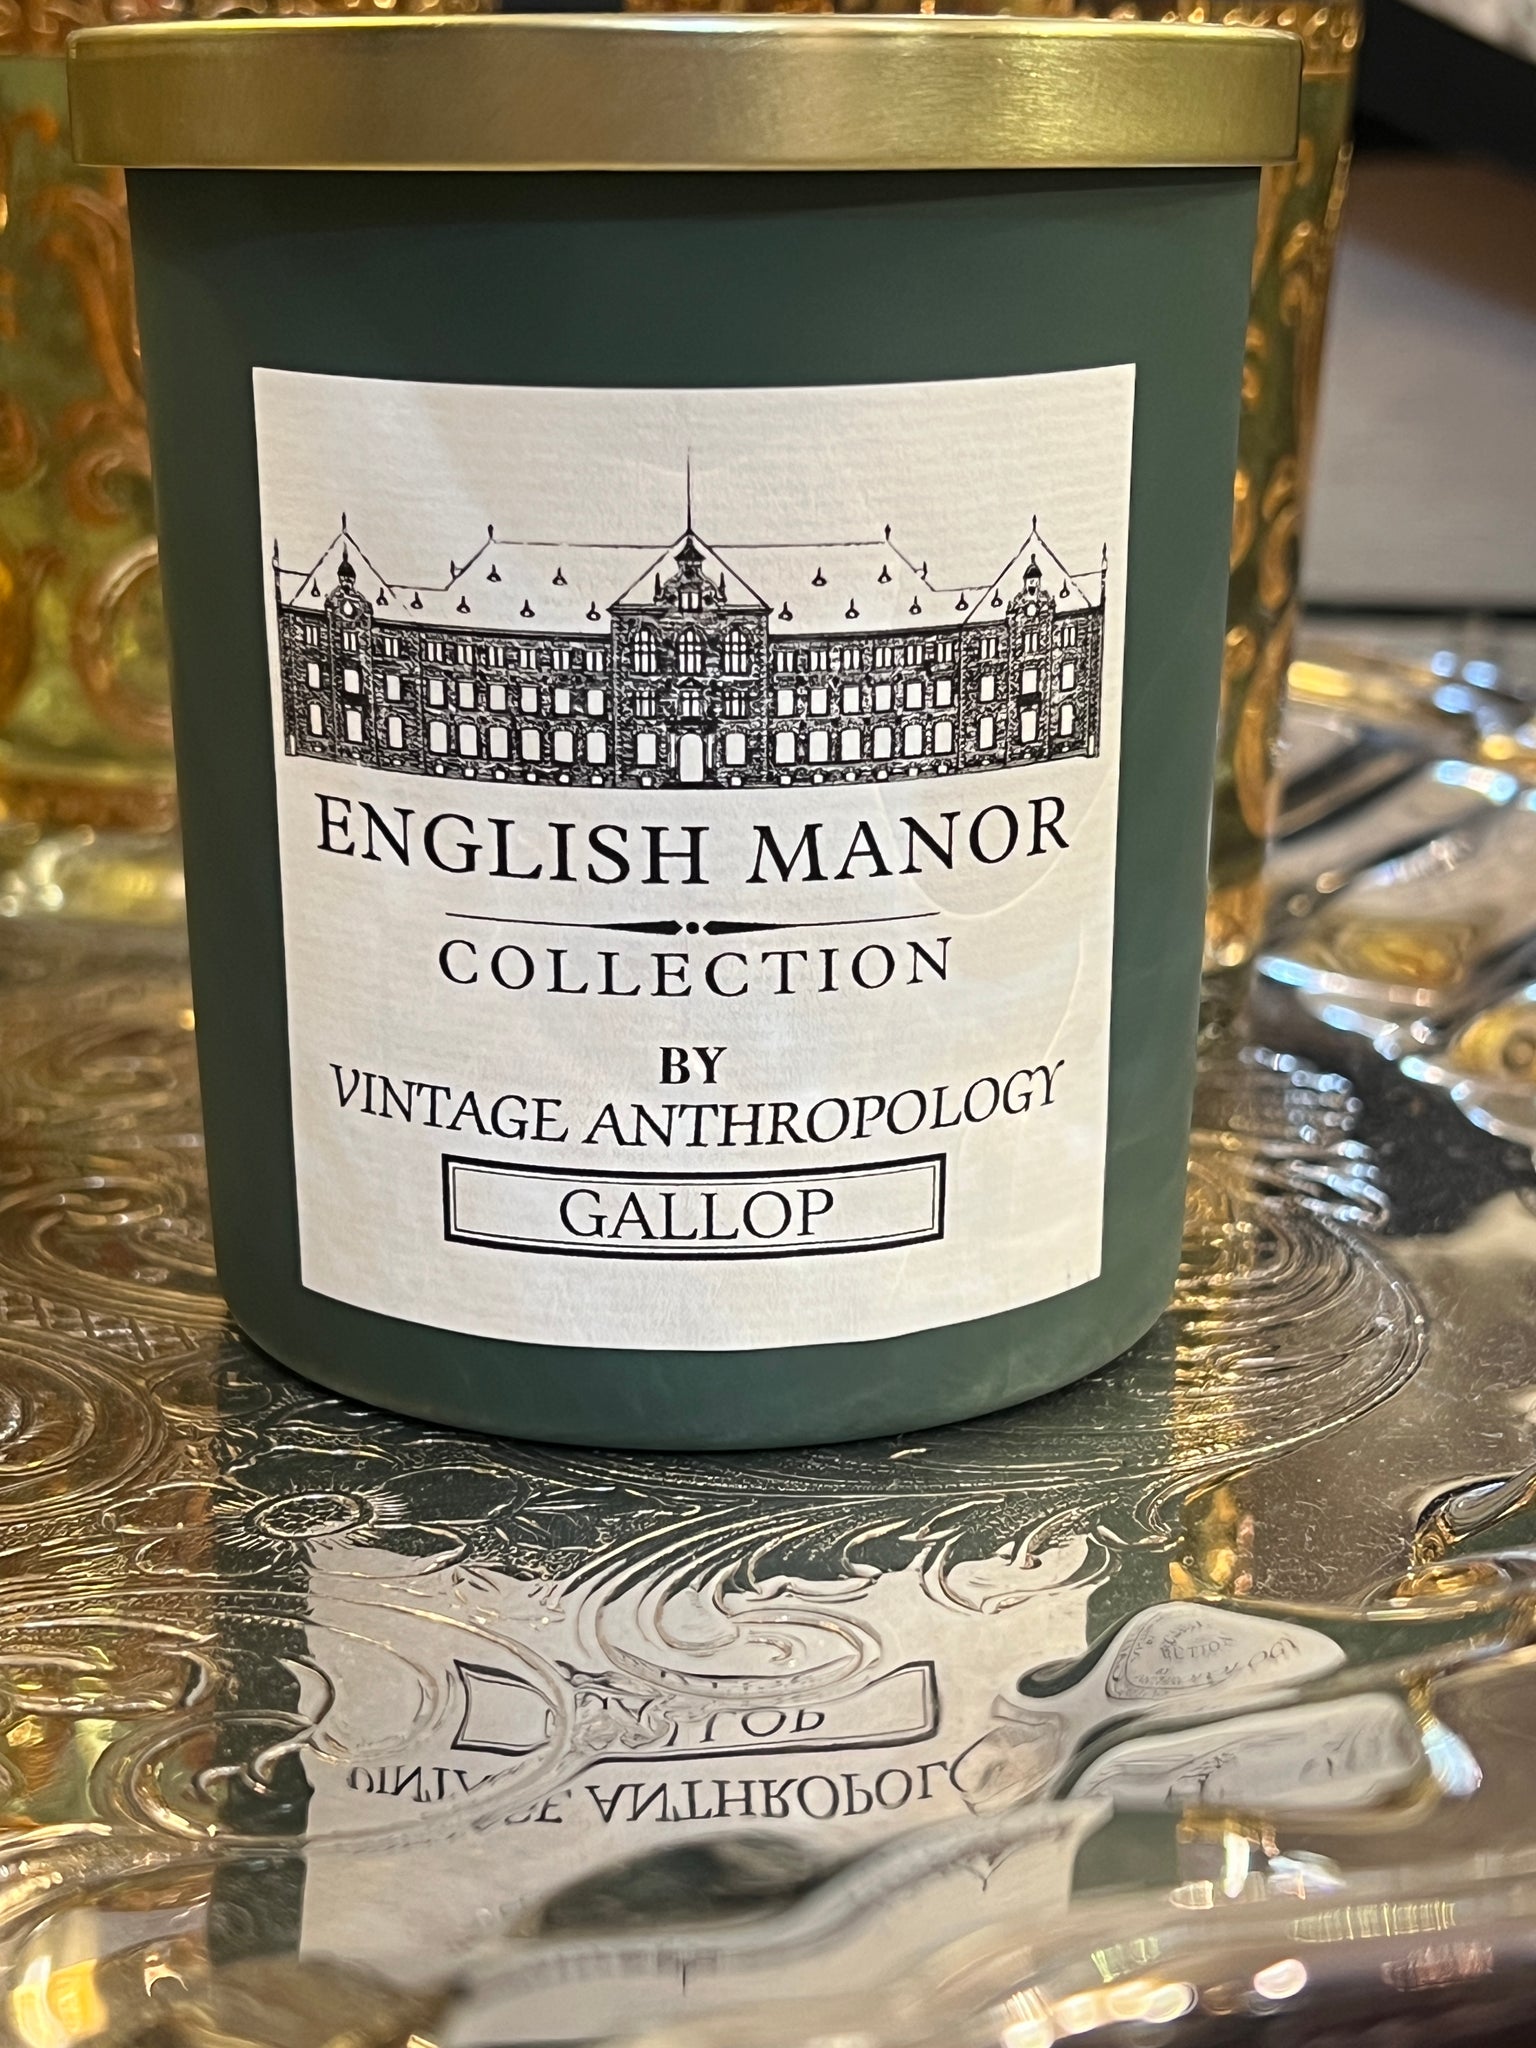 ENGLISH MANOR
COLLECTION
BY
VINTAGE ANTHROPOLOGY
GALLOP